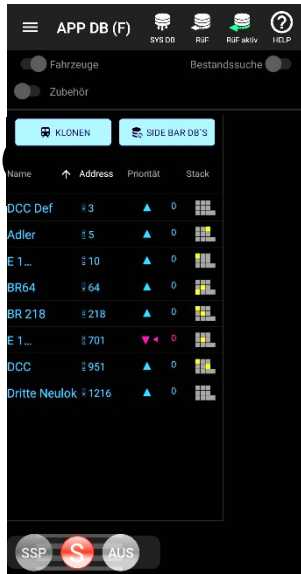 APP DB (F)
SYS DB RüF RüF aktiv HELP
Fahrzeuge Bestandssuche
Zubehör
KLONEN SIDE BAR DB`S
Name Address Priorität Stack
DCC Def 3 0
Adler 5 0
E 1... 10 0
BR64 64 0
BR 218 218 0
E 1... 701 0
DCC 951 0
Dritte Neulok 1216 0
SSP S AUS